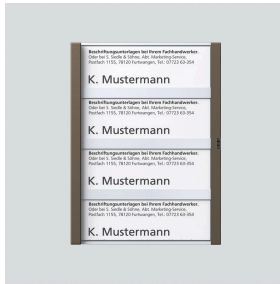 Beschriftungsunterlagen bei Ihrem Fachhandwerker.
Oder bei S. Siedle & Söhne, Abt. Marketing-Service,
Postfach 1155, 78120 Furtwangen, Tel.: 07723 63-354
K. Mustermann
Beschriftungsunterlagen bei Ihrem Fachhandwerker.
Oder bei S. Siedle & Söhne, Abt. Marketing-Service,
Postfach 1155, 78120 Furtwangen, Tel.: 07723 63-354
K. Mustermann
Beschriftungsunterlagen bei Ihrem Fachhandwerker.
Oder bei S. Siedle & Söhne, Abt. Marketing-Service,
Postfach 1155, 78120 Furtwangen, Tel.: 07723 63-354
K. Mustermann
Beschriftungsunterlagen bei Ihrem Fachhandwerker.
Oder bei S. Siedle & Söhne, Abt. Marketing-Service,
Postfach 1155, 78120 Furtwangen, Tel.: 07723 63-354
K. Mustermann